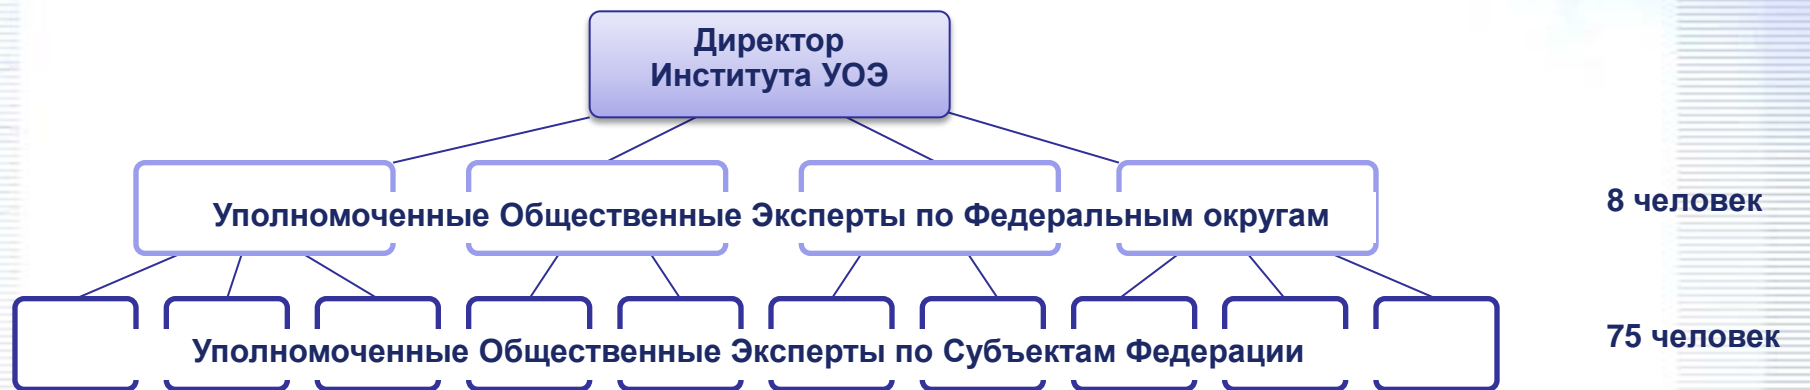 Директор
Института УОЭ
Уполномоченные Общественные Эксперты по Федеральным округам
8 человек
Уполномоченные Общественные Эксперты по Субъектам Федерации
75 человек